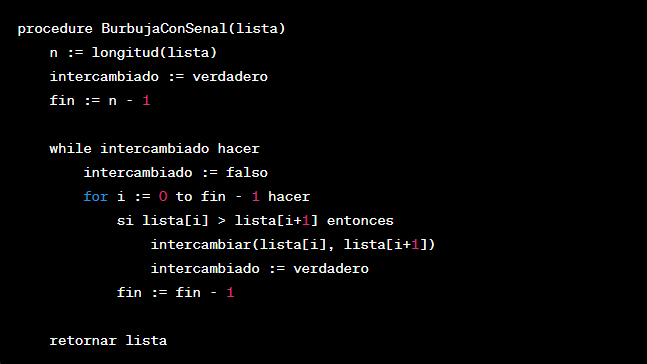 procedure BurbujaConSenal(lista)
n := longitud(lista)
intercambiado := verdadero
fin := n - 1
while intercambiado hacer
intercambiado := falso
for i := 0 to fin - 1 hacer
si lista[i] > lista[i+1] entonces
intercambiar(lista[i], lista[i+1])
intercambiado := verdadero
fin := fin - 1
retornar lista